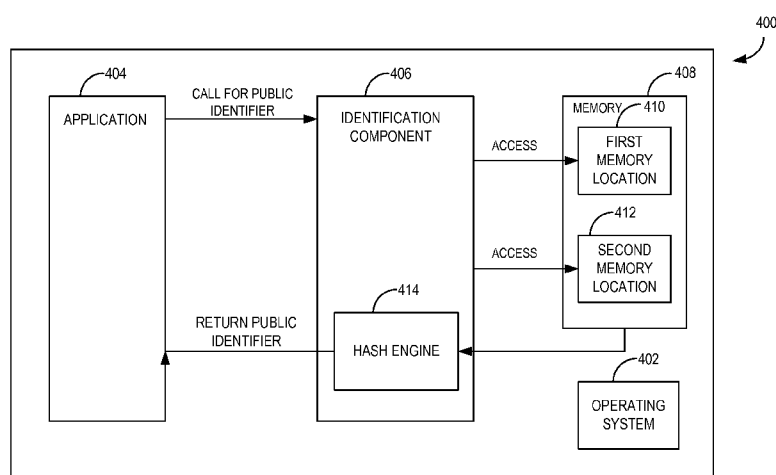 400
404
APPLICATION
CALL FOR PUBLIC
IDENTIFIER
406
IDENTIFICATION
COMPONENT
408
MEMORY
410
FIRST
MEMORY
LOCATION
ACCESS
412
SECOND
MEMORY
LOCATION
ACCESS
414
HASH ENGINE
RETURN PUBLIC
IDENTIFIER
402
OPERATING
SYSTEM